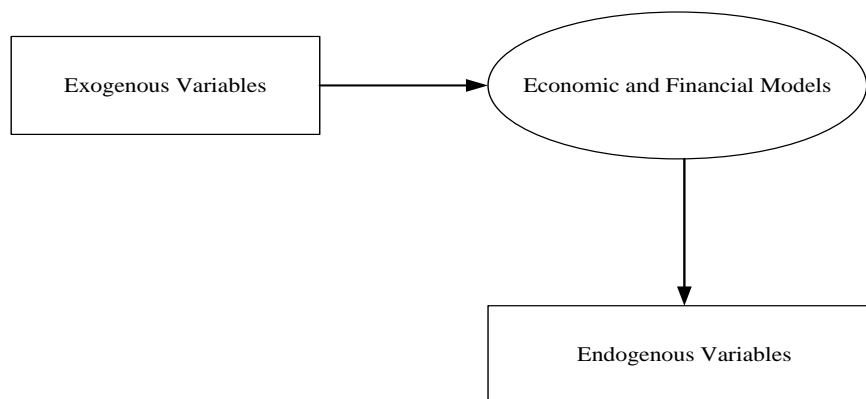 Exogenous Variables
Economic and Financial Models
Endogenous Variables